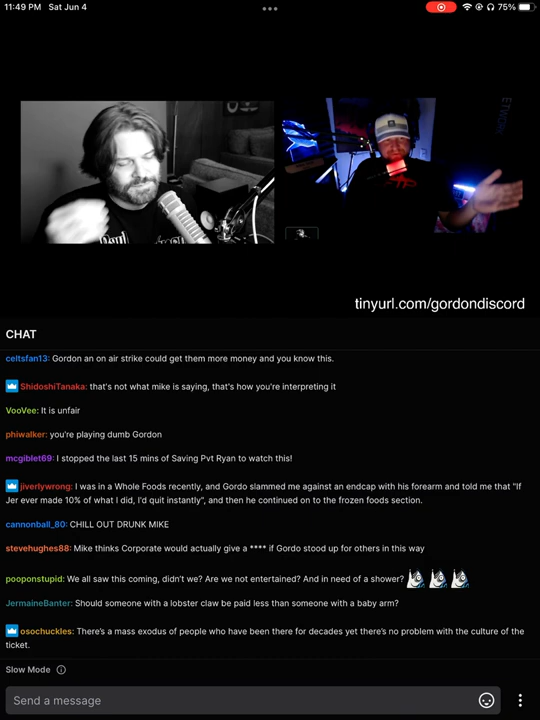 11:49 PM Sat Jun 4
75%
tinyurl.com/gordondiscord
CHAT
celtsfan13: Gordon an on air strike could get them more money and you know this.
ShidoshiTanaka: that's not what mike is saying, that's how you're interpreting it
VooVee: It is unfair
phiwalker: you're playing dumb Gordon
mcgiblet69: I stopped the last 15 mins of Saving Pvt Ryan to watch this!
jiverlywrong: I was in a Whole Foods recently, and Gordo slammed me against an endcap with his forearm and told me that "If
Jer ever made 10% of what I did, I'd quit instantly", and then he continued on to the frozen foods section.
cannonball_80: CHILL OUT DRUNK MIKE
stevehughes88: Mike thinks Corporate would actually give a **** if Gordo stood up for others in this way
pooponstupid: We all saw this coming, didn't we? Are we not entertained? And in need of a shower?
JermaineBanter: Should someone with a lobster claw be paid less than someone with a baby arm?
osochuckles: There's a mass exodus of people who have been there for decades yet there's no problem with the culture of the
ticket.
Slow Mode
Send a message